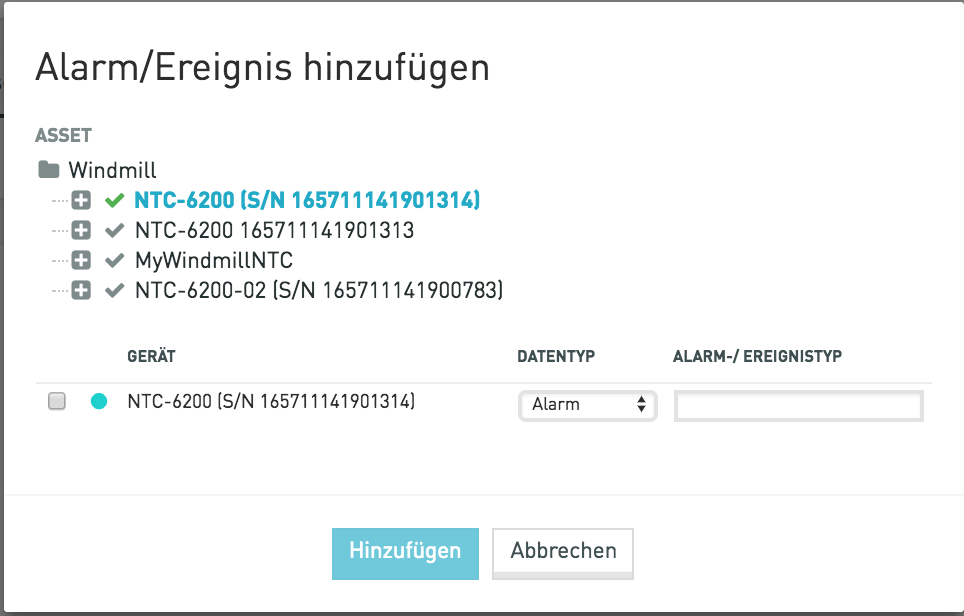 Alarm/Ereignis hinzufügen
ASSET
Windmill
NTC-6200 (S/N 165711141901314)
NTC-6200 165711141901313
MyWindmillNTC
NTC-6200-02 (S/N 165711141900783)
GERÄT DATENTYP ALARM-/ EREIGNISTYP
NTC-6200 (S/N 165711141901314) Alarm
Hinzufügen Abbrechen